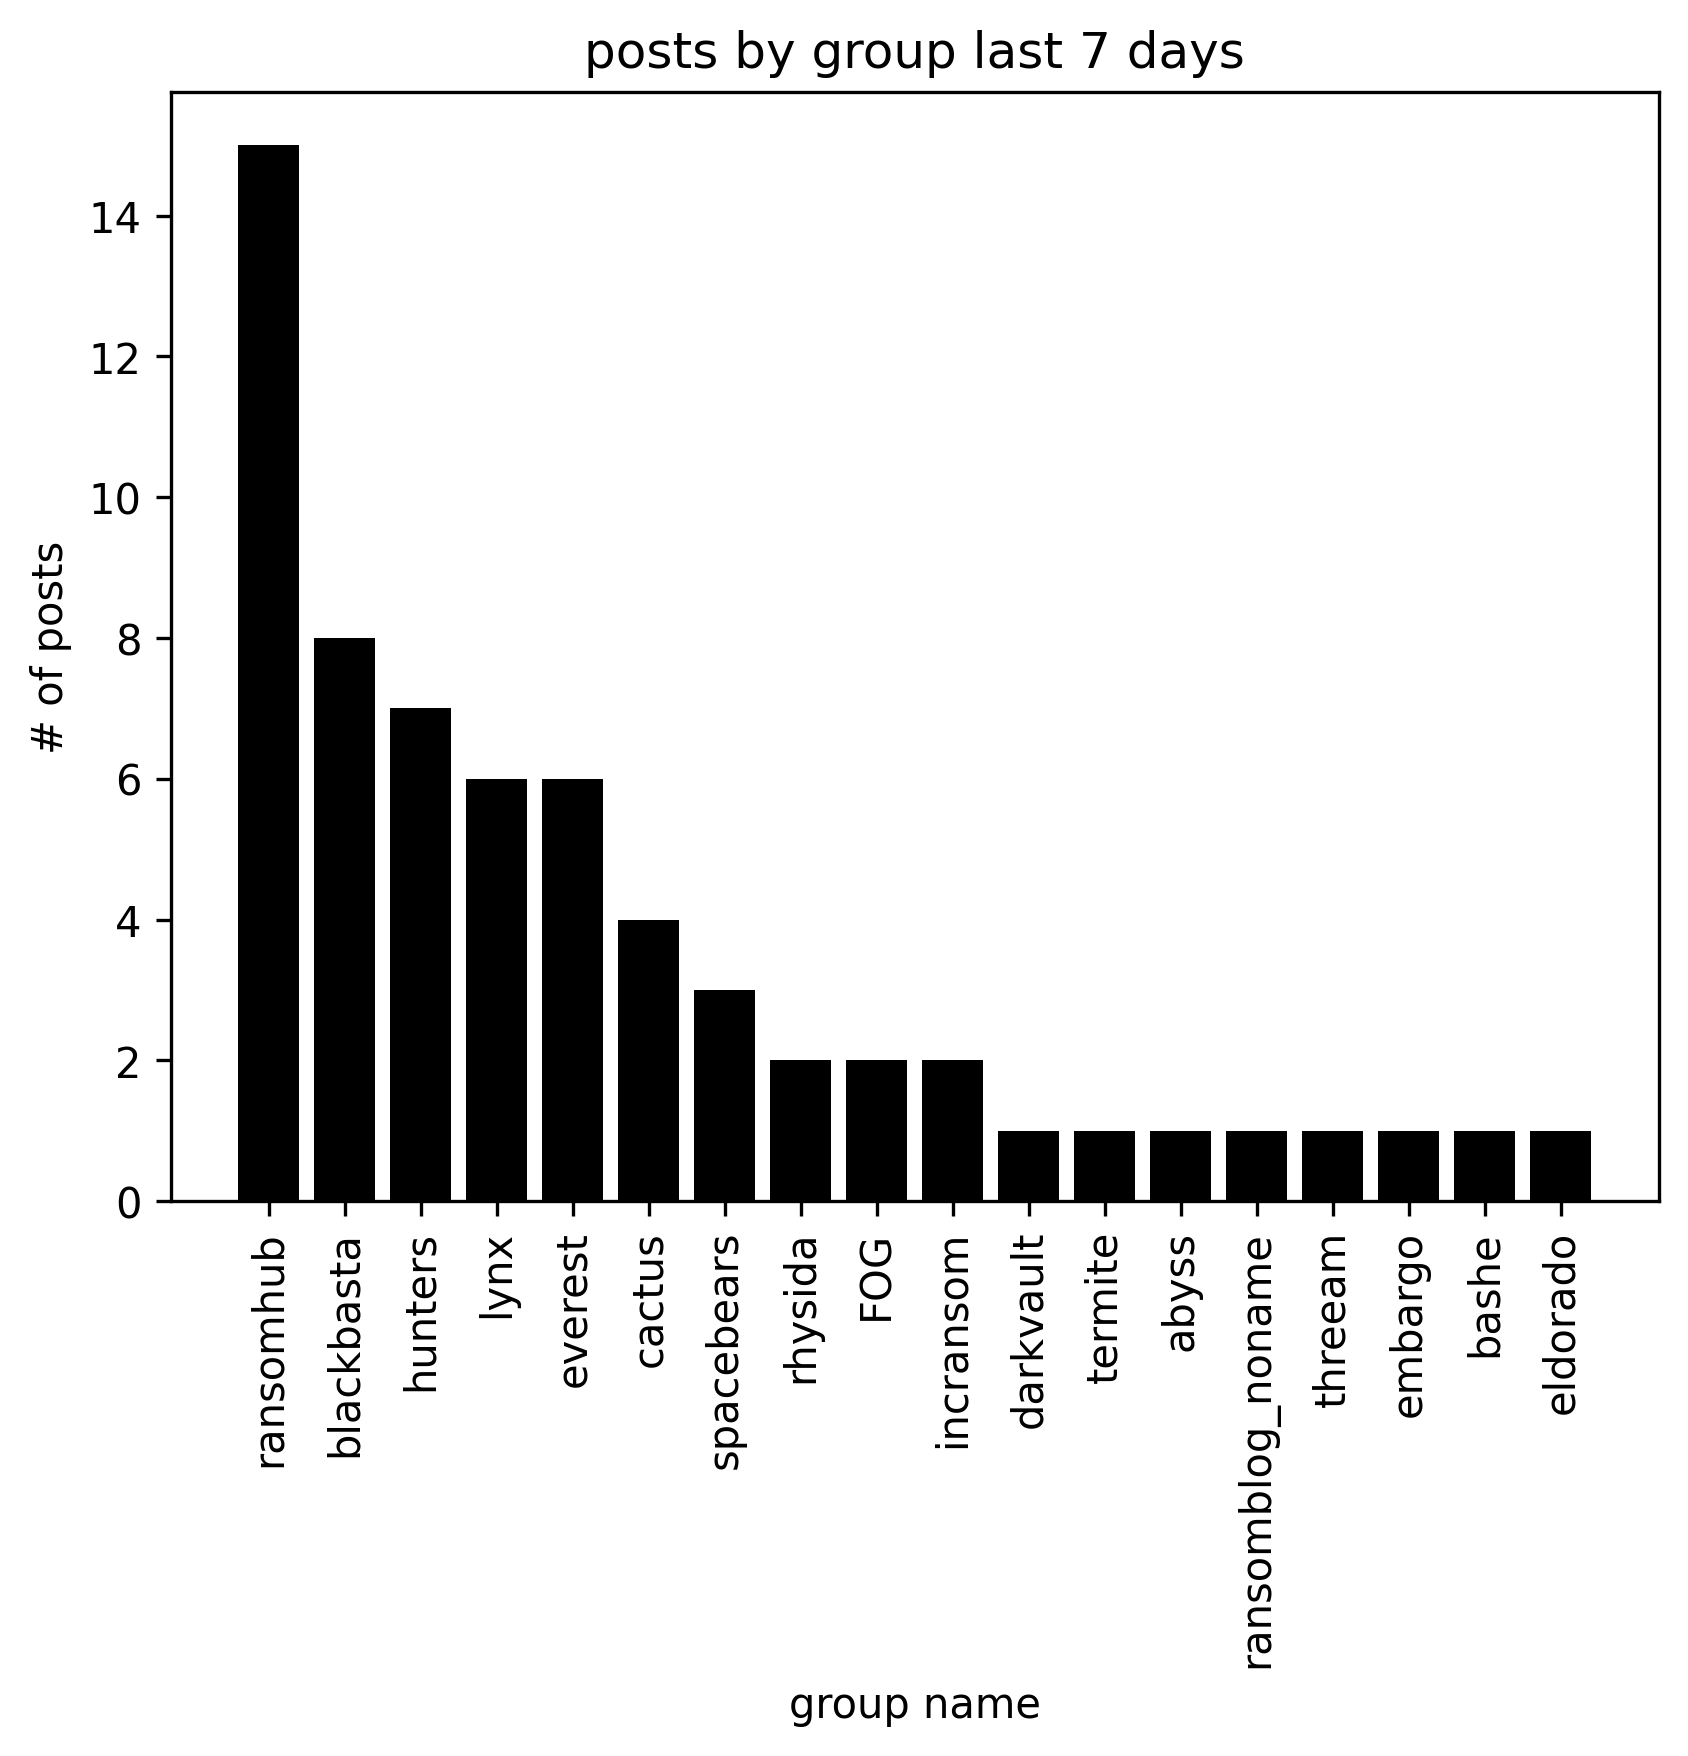 posts by group last 7 days
# of posts
14
12
10
8
6
4
2
0
ransomhub
blackbasta
hunters
lynx
everest
cactus
spacebears
rhysida
FOG
incransom
darkvault
termite
abyss
ransomblog_noname
threeam
embargo
bashe
eldorado
group name